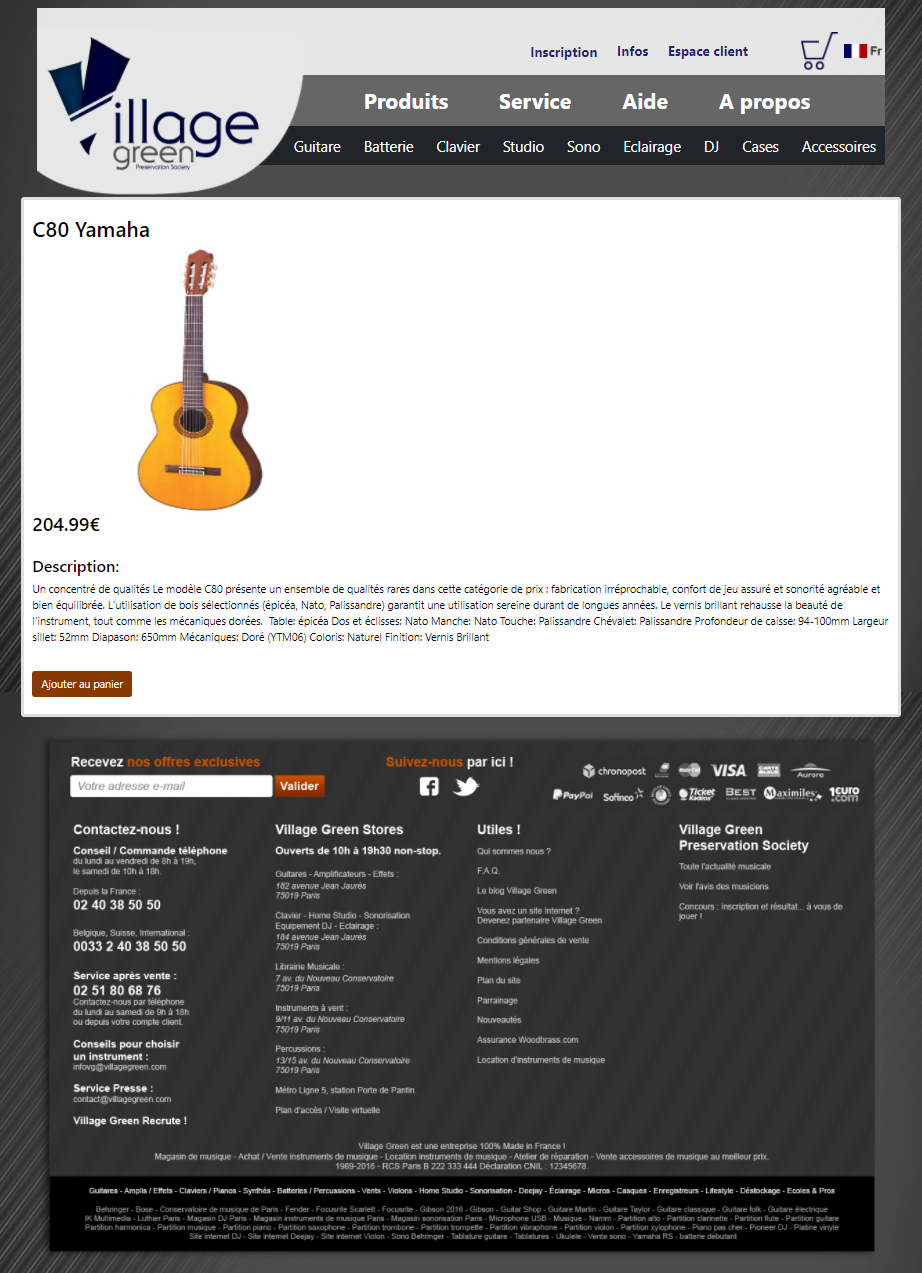 Inscription Infos Espace client Fr
Produits Service Aide A propos
illage
green
Preservation Society
Guitare Batterie Clavier Studio Sono Eclairage DJ Cases Accessoires
C80 Yamaha
204.99€
Description:
Un concentré de qualités Le modèle C80 présente un ensemble de qualités rares dans cette catégorie de prix : fabrication irréprochable, confort de jeu assuré et sonorité agréable et
bien équilibrée. L'utilisation de bois sélectionnés (épicéa, Nato, Palissandre) garantit une utilisation sereine durant de longues années. Le vernis brillant rehausse la beauté de
l'instrument, tout comme les mécaniques dorées. Table: épicéa Dos et éclisses: Nato Manche: Nato Touche: Palissandre Chévalet: Palissandre Profondeur de caisse: 94-100mm Largeur
sillet: 52mm Diapason: 650mm Mécaniques: Doré (YTM06) Coloris: Naturel Finition: Vernis Brillant
Ajouter au panier
Recevez nos offres exclusives
Votre adresse e-mail Valider
Suivez-nous par ici !
chronopost VISA CARTE BLEUE Aurore
PayPal Sofinco Ticket Kadéos BEST Maximiles 1euro.com
Contactez-nous !
Conseil / Commande téléphone
du lundi au vendredi de 8h à 19h,
le samedi de 10h à 18h.
Depuis la France :
02 40 38 50 50
Belgique, Suisse, International :
0033 2 40 38 50 50
Service après vente :
02 51 80 68 76
Contactez-nous par téléphone
du lundi au samedi de 9h à 18h
ou depuis votre compte client.
Conseils pour choisir
un instrument :
infovg@villagegreen.com
Service Presse :
contact@villagegreen.com
Village Green Recrute !
Village Green Stores
Ouverts de 10h à 19h30 non-stop.
Guitares - Amplificateurs - Effets :
182 avenue Jean Jaurès
75019 Paris
Clavier - Home Studio - Sonorisation
Equipement DJ - Eclairage :
184 avenue Jean Jaurès
75019 Paris
Librairie Musicale :
7 av. du Nouveau Conservatoire
75019 Paris
Instruments à vent :
9/11 av. du Nouveau Conservatoire
75019 Paris
Percussions :
13/15 av. du Nouveau Conservatoire
75019 Paris
Métro Ligne 5, station Porte de Pantin.
Plan d'accès / Visite virtuelle
Utiles !
Qui sommes nous ?
F.A.Q.
Le blog Village Green
Vous avez un site Internet ?
Devenez partenaire Village Green
Conditions générales de vente
Mentions légales
Plan du site
Parrainage
Nouveautés
Assurance Woodbrass.com
Location d'instruments de musique
Village Green
Preservation Society
Toute l'actualité musicale
Voir l'avis des musiciens
Concours : inscription et résultat... à vous de
jouer !
Village Green est une entreprise 100% Made in France !
Magasin de musique - Achat / Vente instruments de musique - Location instruments de musique - Atelier de réparation - Vente accessoires de musique au meilleur prix.
1989-2016 - RCS Paris B 222 333 444 Déclaration CNIL : 12345678.
Guitares - Amplis / Effets - Claviers / Pianos - Synthés - Batteries / Percussions - Vents - Violons - Home Studio - Sonorisation - Deejay - Éclairage - Micros - Casques - Enregistreurs - Lifestyle - Déstockage - Ecoles & Pros
Behringer - Bose - Conservatoire de musique de Paris - Fender - Focusrite Scarlett - Focusrite - Gibson 2016 - Gibson - Guitar Shop - Guitare Martin - Guitare Taylor - Guitare classique - Guitare folk - Guitare électrique
IK Multimedia - Luthier Paris - Magasin DJ Paris - Magasin instruments de musique Paris - Magasin sonorisation Paris - Microphone USB - Musique - Namm - Partition alto - Partition clarinette - Partition flute - Partition guitare
Partition harmonica - Partition musique - Partition piano - Partition saxophone - Partition trombone - Partition trompette - Partition vibraphone - Partition violon - Partition xylophone - Piano pas cher - Pioneer DJ - Platine vinyle
Site internet DJ - Site internet Deejay - Site internet Violon - Sono Behringer - Tablature guitare - Tablatures - Ukulele - Vente sono - Yamaha RS - batterie débutant